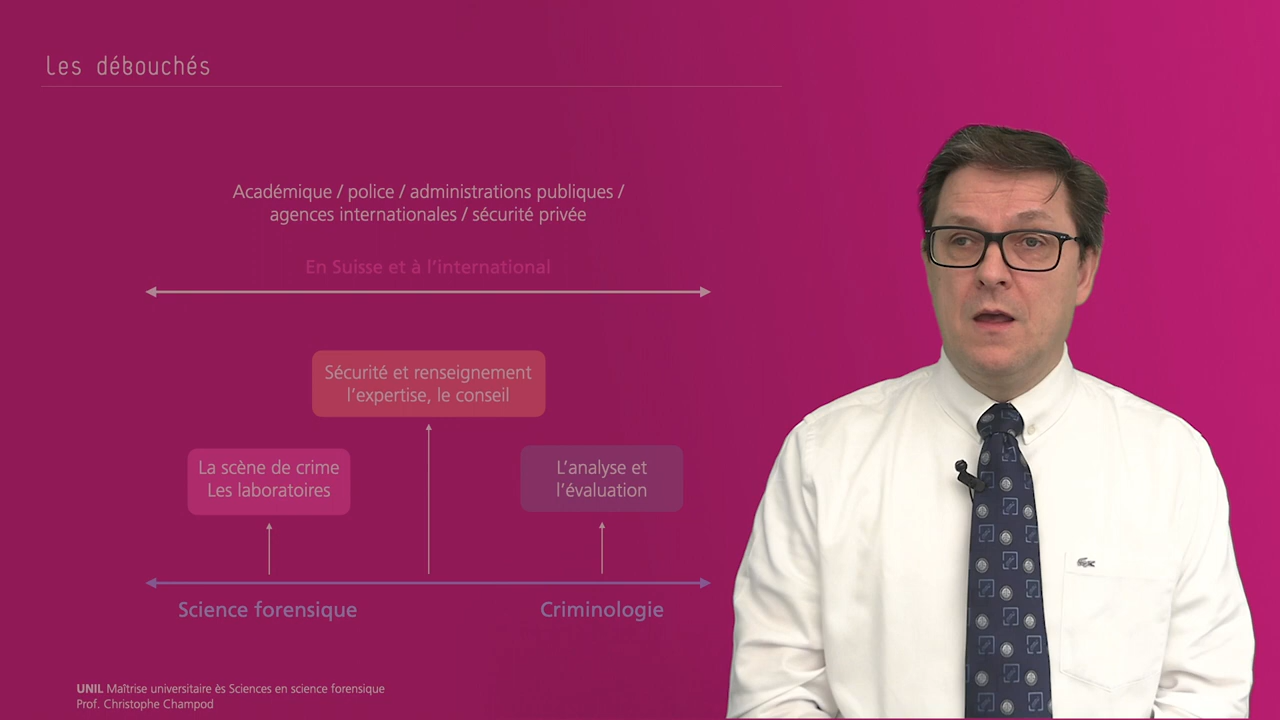 Les débouchés
Académique / police / administrations publiques /
agences internationales / sécurité privée
En Suisse et à l'international
Sécurité et renseignement
l'expertise, le conseil
La scène de crime
Les laboratoires
L'analyse et
l'évaluation
Science forensique
Criminologie
UNIL Maîtrise universitaire ès Sciences en science forensique
Prof. Christophe Champod